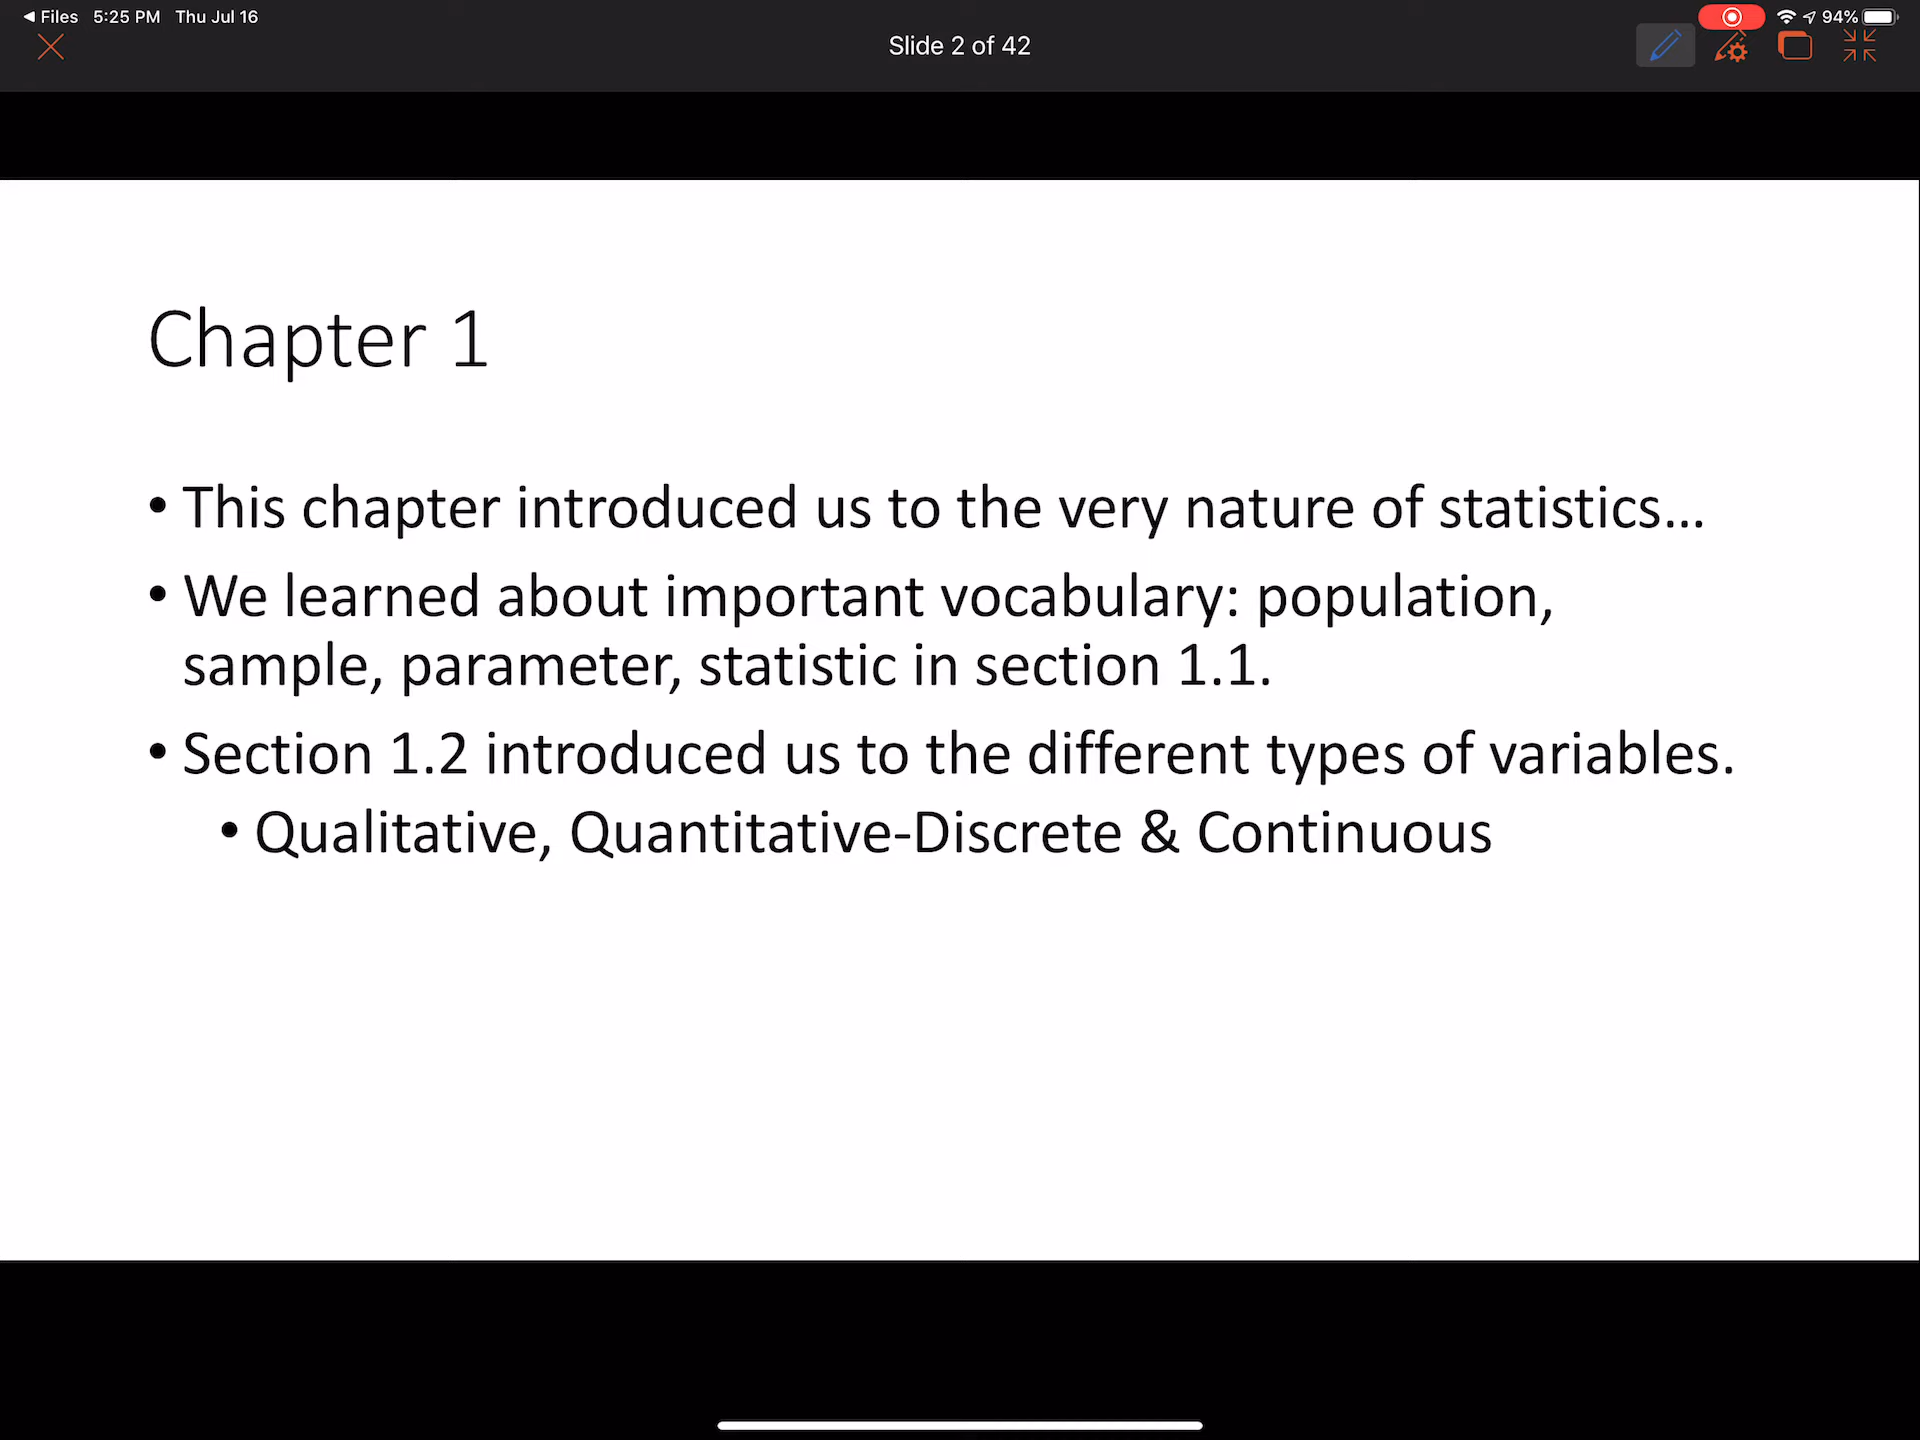 ◀ Files 5:25 PM Thu Jul 16 94%
Slide 2 of 42
Chapter 1
• This chapter introduced us to the very nature of statistics...
• We learned about important vocabulary: population,
sample, parameter, statistic in section 1.1.
• Section 1.2 introduced us to the different types of variables.
• Qualitative, Quantitative-Discrete & Continuous